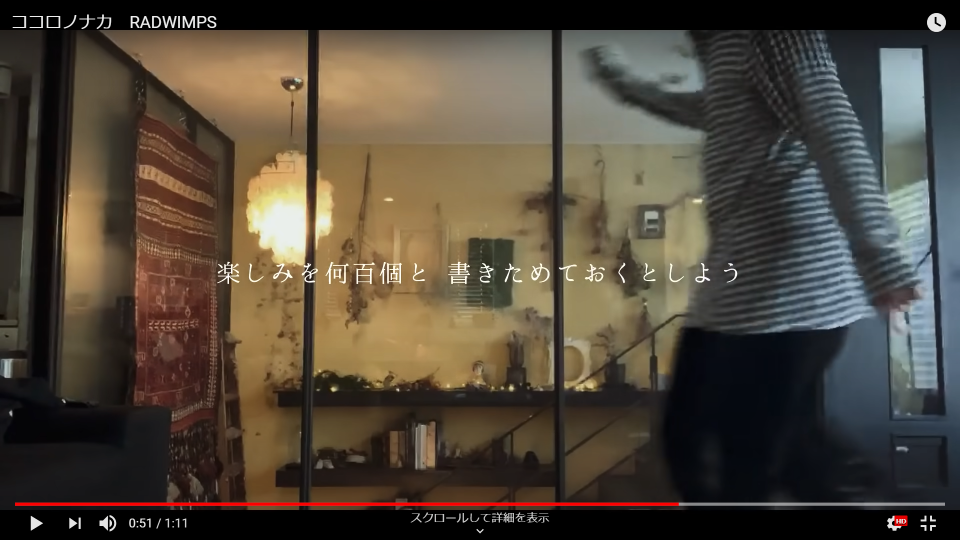 ココロノナカ RADWIMPS
楽しみを何百個と 書きためておくとしよう
0:51 / 1:11
スクロールして詳細を表示
HD